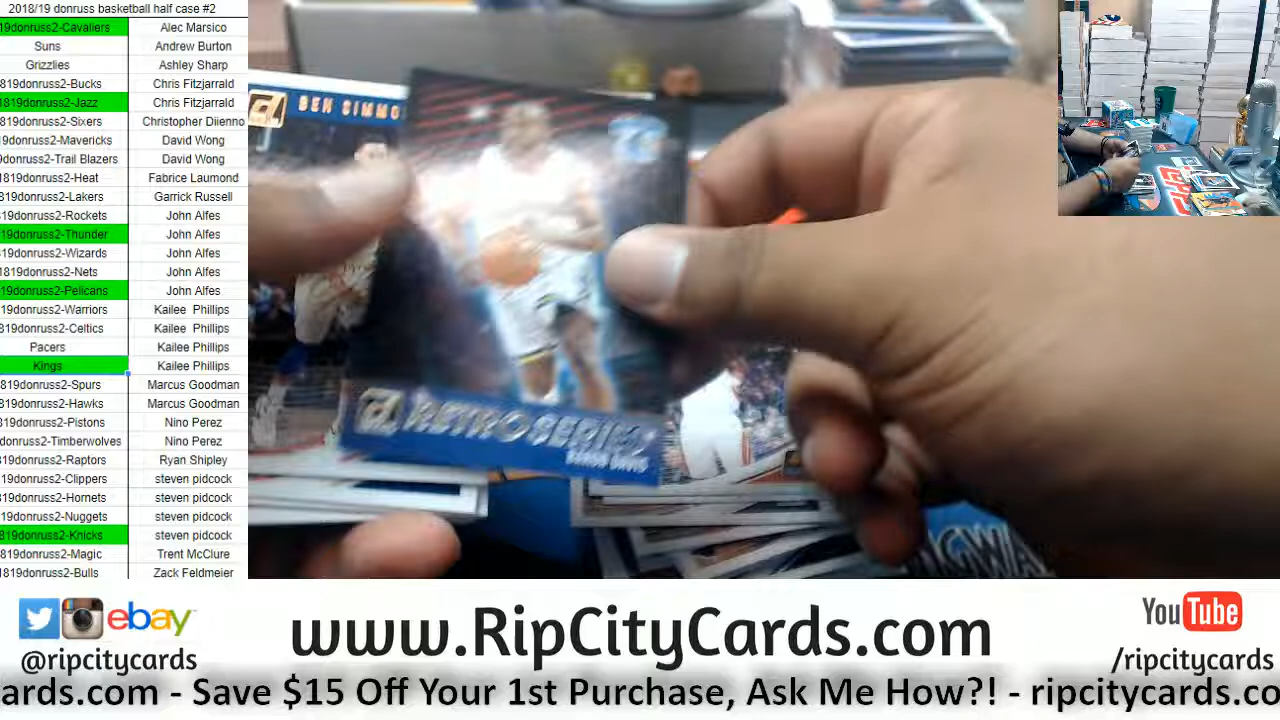 2018/19 donruss basketball half case #2
19donruss2-Cavaliers Alec Marsico
Suns Andrew Burton
Grizzlies Ashley Sharp
819donruss2-Bucks Chris Fitzjarrald
1819donruss2-Jazz Chris Fitzjarrald
819donruss2-Sixers Christopher Diienno
9donruss2-Mavericks David Wong
donruss2-Trail Blazers David Wong
1819donruss2-Heat Fabrice Laumond
819donruss2-Lakers Garrick Russell
19donruss2-Rockets John Alfes
19donruss2-Thunder John Alfes
19donruss2-Wizards John Alfes
1819donruss2-Nets John Alfes
19donruss2-Pelicans John Alfes
19donruss2-Warriors Kailee Phillips
819donruss2-Celtics Kailee Phillips
Pacers Kailee Phillips
Kings Kailee Phillips
819donruss2-Spurs Marcus Goodman
819donruss2-Hawks Marcus Goodman
819donruss2-Pistons Nino Perez
donruss2-Timberwolves Nino Perez
19donruss2-Raptors Ryan Shipley
19donruss2-Clippers steven pidcock
19donruss2-Hornets steven pidcock
19donruss2-Nuggets steven pidcock
819donruss2-Knicks steven pidcock
819donruss2-Magic Trent McClure
1819donruss2-Bulls Zack Feldmeier
BEN SIMMO
RETRO SERIES
BARON DAVIS
ebay
@ripcitycards
www.RipCityCards.com
YouTube
/ripcitycards
cards.com - Save $15 Off Your 1st Purchase, Ask Me How?! - ripcitycards.co